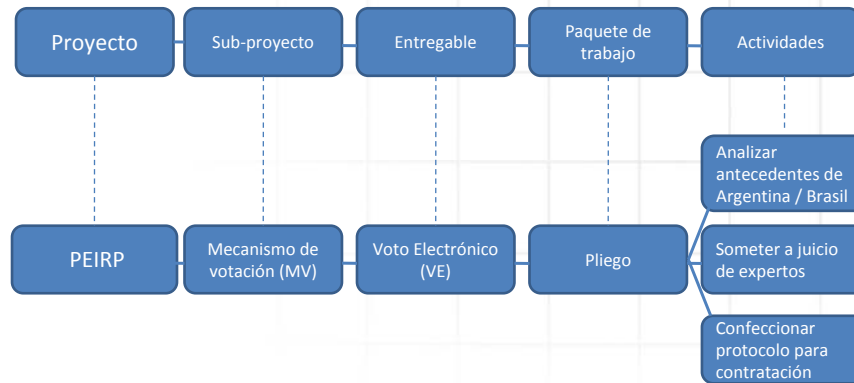 Proyecto
Sub-proyecto
Entregable
Paquete de
trabajo
Actividades
PEIRP
Mecanismo de
votación (MV)
Voto Electrónico
(VE)
Pliego
Analizar
antecedentes de
Argentina / Brasil
Someter a juicio
de expertos
Confeccionar
protocolo para
contratación